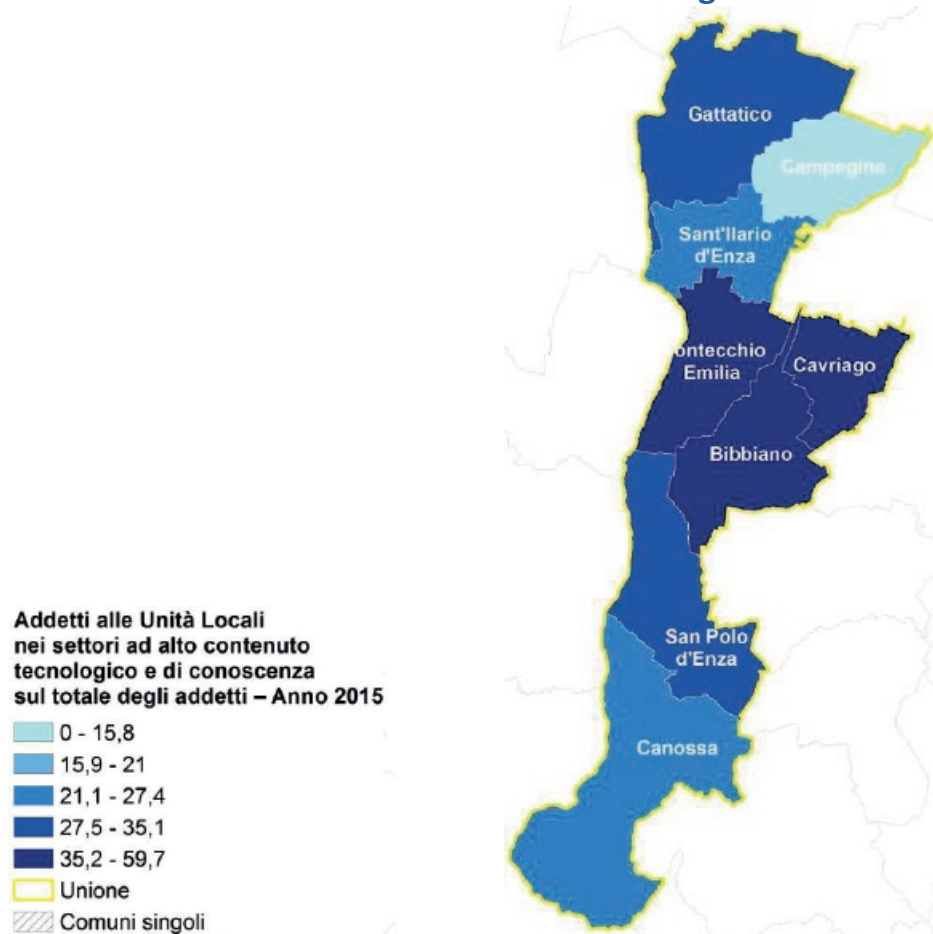 Gattatico
Campegine
Sant'Ilario
d'Enza
ontecchio
Emilia
Cavriago
Bibbiano
San Polo
d'Enza
Canossa
Addetti alle Unità Locali
nei settori ad alto contenuto
tecnologico e di conoscenza
sul totale degli addetti – Anno 2015
0 - 15,8
15,9 - 21
21,1 - 27,4
27,5 - 35,1
35,2 - 59,7
Unione
Comuni singoli